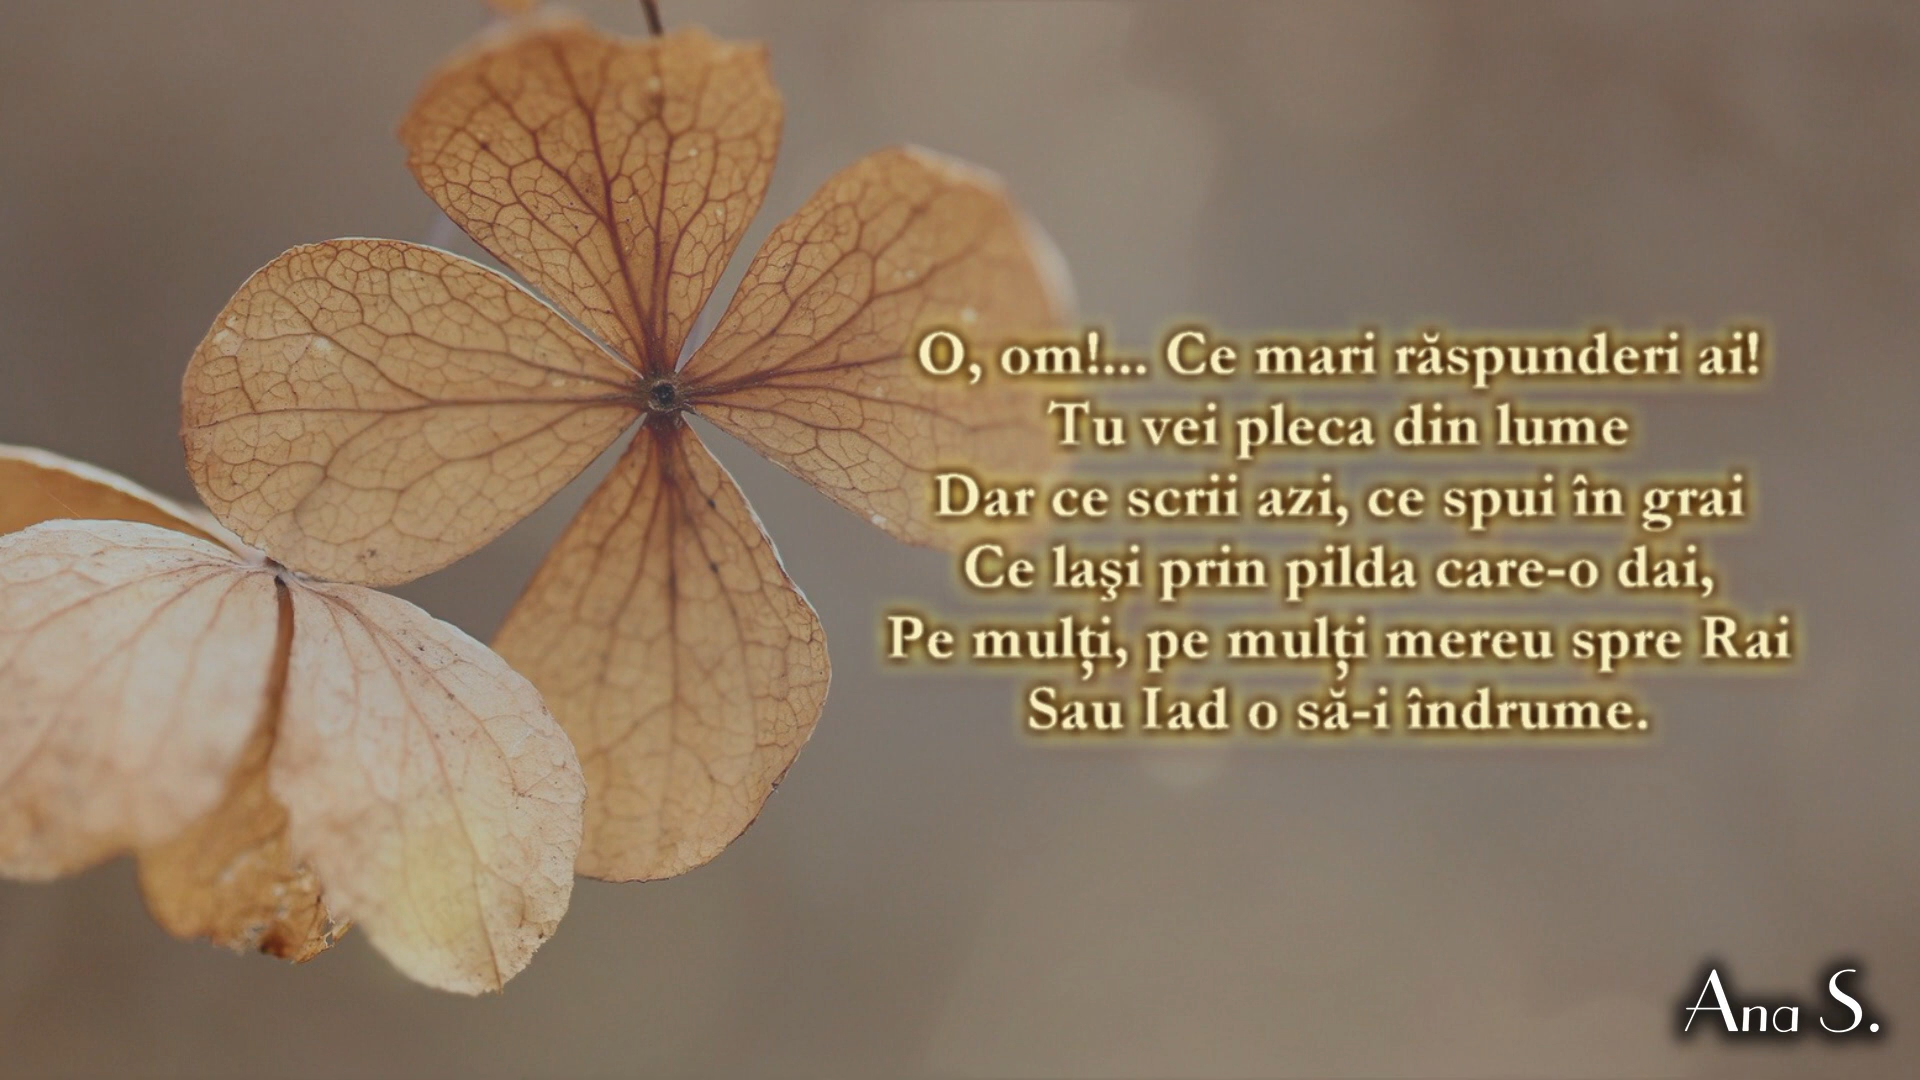 O, om!... Ce mari răspunderi ai!
Tu vei pleca din lume
Dar ce scrii azi, ce spui în grai
Ce laşi prin pilda care-o dai,
Pe mulți, pe mulți mereu spre Rai
Sau Iad o să-i îndrume.
Ana S.